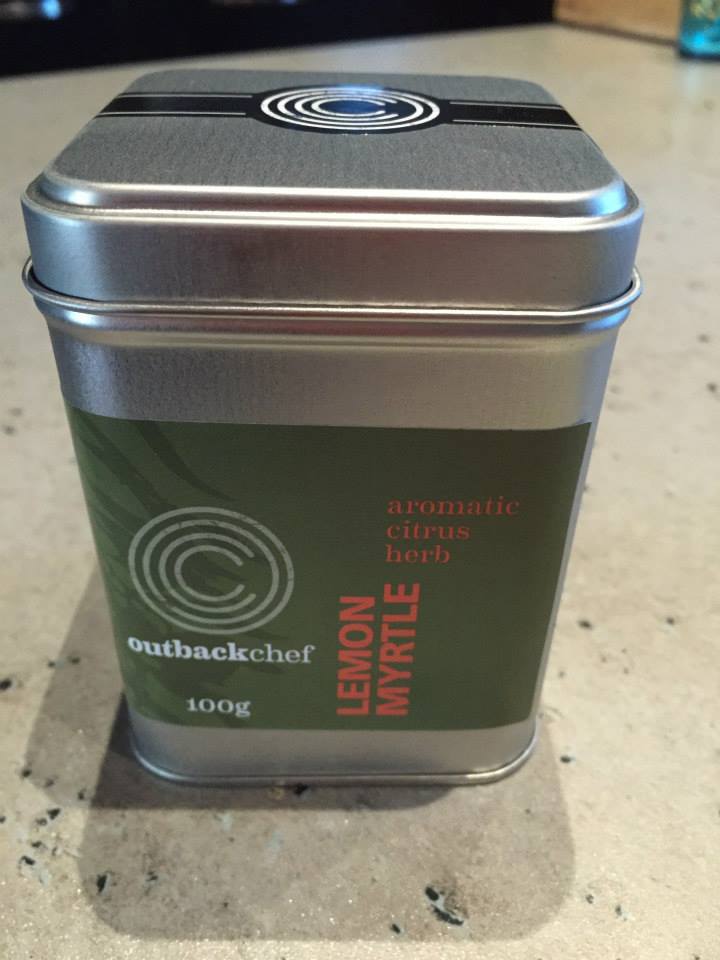 outbackchef
100g
aromatic
citrus
herb
LEMON
MYRTLE